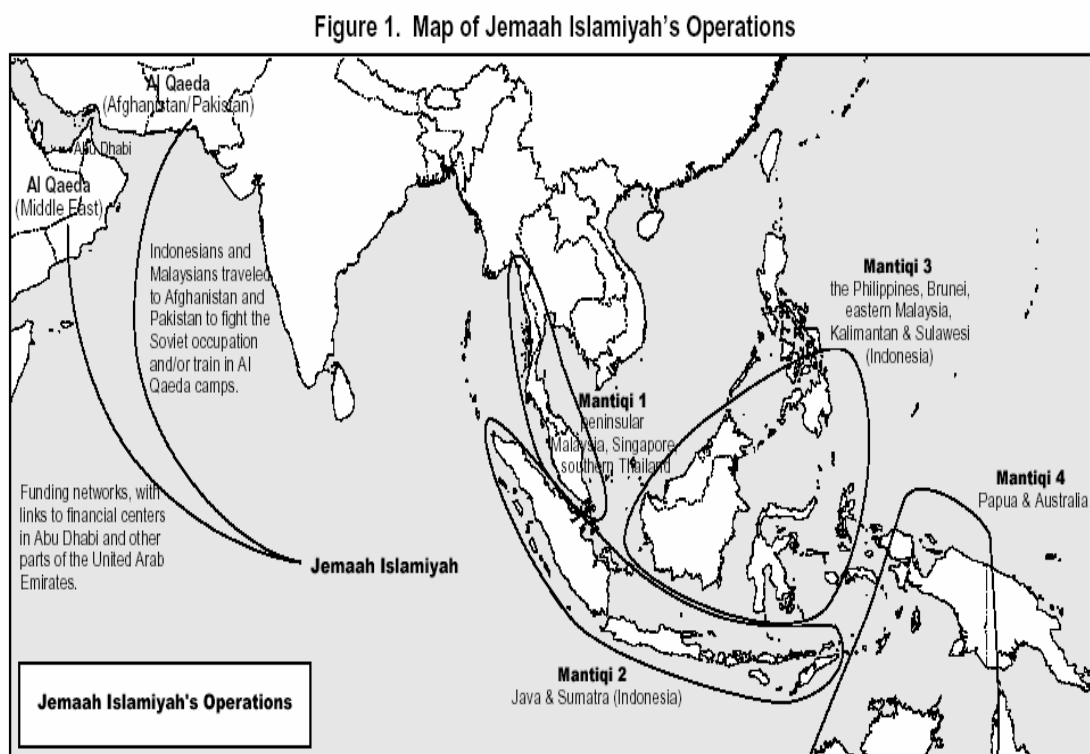 Figure 1. Map of Jemaah Islamiyah's Operations
Al Qaeda
(Afghanistan/Pakistan)
Abu Dhabi
Al Qaeda
(Middle East)
Indonesians and
Malaysians traveled
to Afghanistan and
Pakistan to fight the
Soviet occupation
and/or train in Al
Qaeda camps.
Funding networks, with
links to financial centers
in Abu Dhabi and other
parts of the United Arab
Emirates.
Jemaah Islamiyah
Mantiqi 1
peninsular
Malaysia, Singapore,
southern Thailand
Mantiqi 3
the Philippines, Brunei,
eastern Malaysia,
Kalimantan & Sulawesi
(Indonesia)
Mantiqi 4
Papua & Australia
Mantiqi 2
Java & Sumatra (Indonesia)
Jemaah Islamiyah's Operations